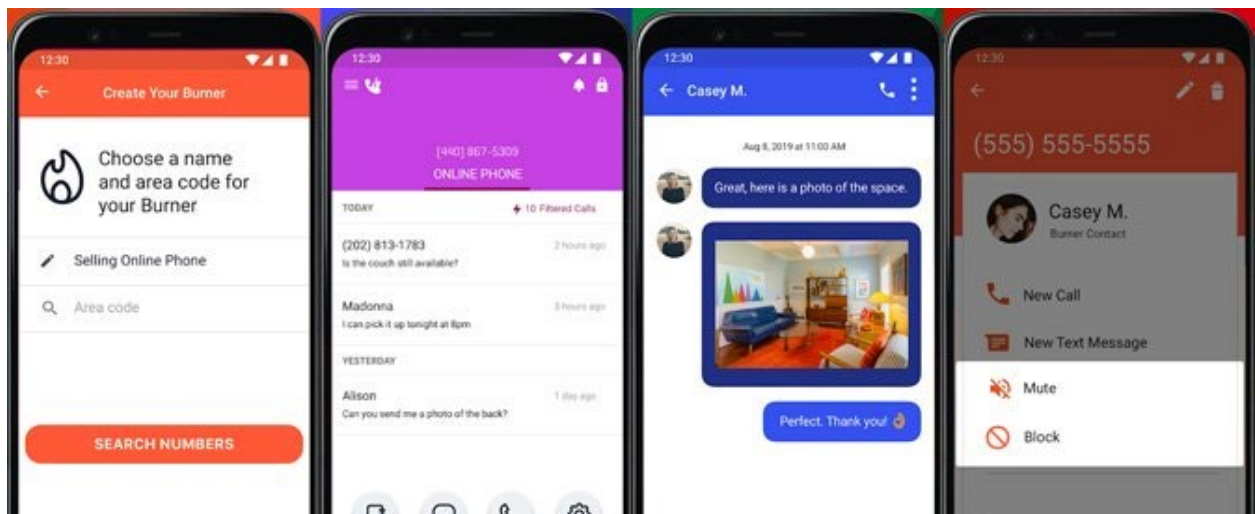 12:30
Create Your Burner
Choose a name
and area code for
your Burner
Selling Online Phone
Area code
SEARCH NUMBERS
12:30
(440) 867-5309
ONLINE PHONE
TODAY
10 Filtered Calls
(202) 813-1783
2 hours ago
Is the couch still available?
Madonna
3 hours ago
I can pick it up tonight at 8pm
YESTERDAY
Alison
1 day ago
Can you send me a photo of the back?
12:30
Casey M.
Aug 8, 2019 at 11:00 AM
Great, here is a photo of the space.
Perfect. Thank you! 👌🏽
12:30
(555) 555-5555
Casey M.
Burner Contact
New Call
New Text Message
Mute
Block